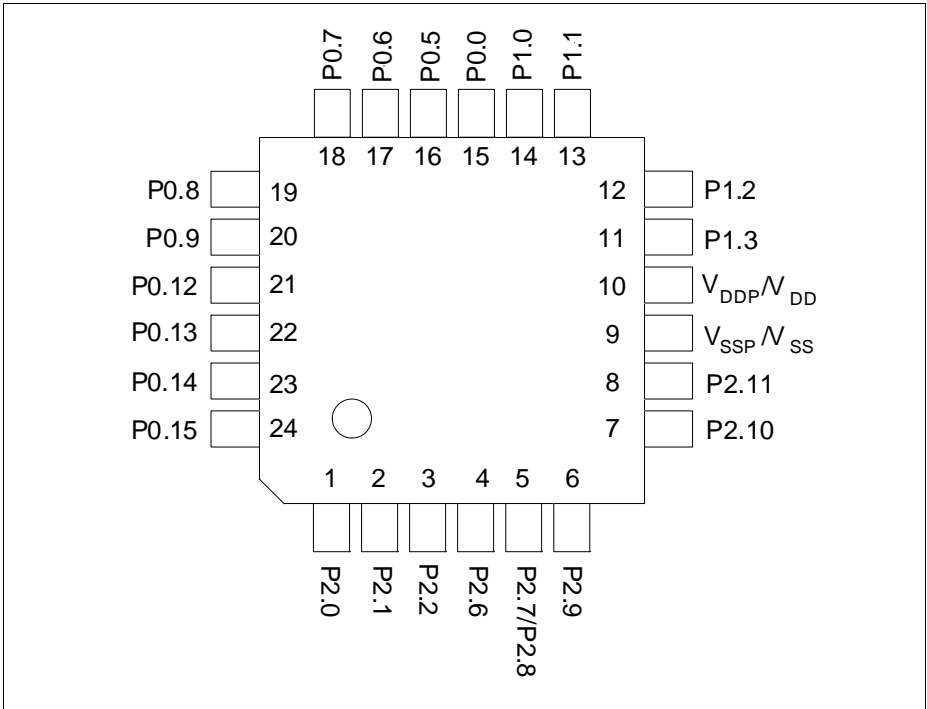 P0.7 P0.6 P0.5 P0.0 P1.0 P1.1
18 17 16 15 14 13
P0.8 19 12 P1.2
P0.9 20 11 P1.3
P0.12 21 10 VDDP/VDD
P0.13 22 9 VSSP/VSS
P0.14 23 8 P2.11
P0.15 24 7 P2.10
1 2 3 4 5 6
P2.0 P2.1 P2.2 P2.6 P2.7/P2.8 P2.9